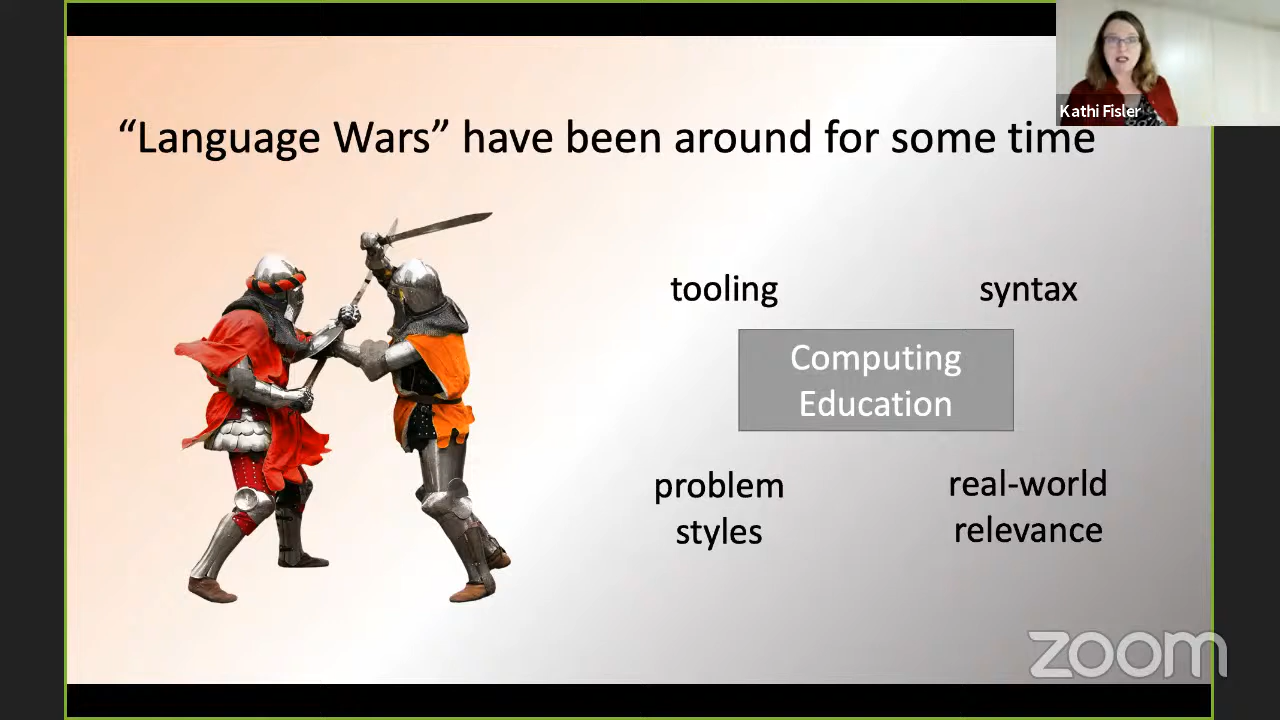 Kathi Fisler
“Language Wars” have been around for some time
tooling
syntax
Computing
Education
problem
styles
real-world
relevance
zoom